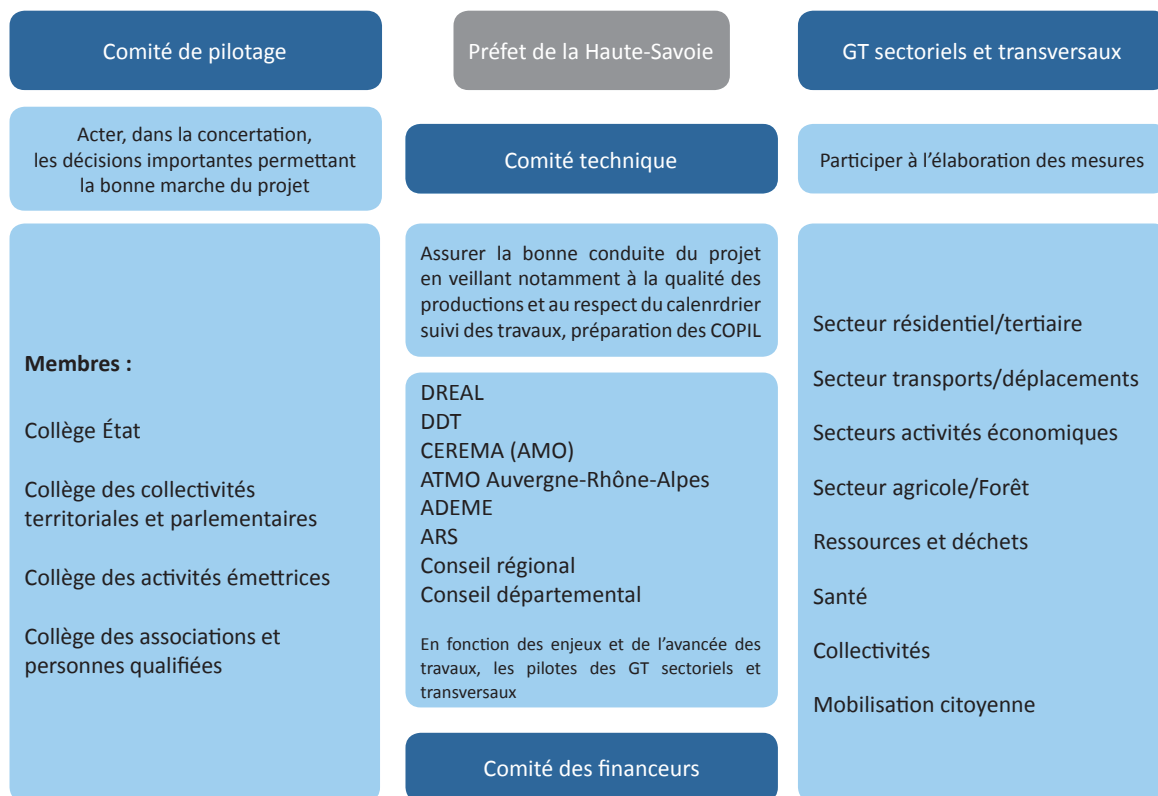 Comité de pilotage
Acter, dans la concertation,
les décisions importantes permettant
la bonne marche du projet
Membres :
Collège État
Collège des collectivités
territoriales et parlementaires
Collège des activités émettrices
Collège des associations et
personnes qualifiées
Préfet de la Haute-Savoie
Comité technique
Assurer la bonne conduite du projet
en veillant notamment à la qualité des
productions et au respect du calenrdrier
suivi des travaux, préparation des COPIL
DREAL
DDT
CEREMA (AMO)
ATMO Auvergne-Rhône-Alpes
ADEME
ARS
Conseil régional
Conseil départemental
En fonction des enjeux et de l’avancée des
travaux, les pilotes des GT sectoriels et
transversaux
Comité des financeurs
GT sectoriels et transversaux
Participer à l’élaboration des mesures
Secteur résidentiel/tertiaire
Secteur transports/déplacements
Secteurs activités économiques
Secteur agricole/Forêt
Ressources et déchets
Santé
Collectivités
Mobilisation citoyenne